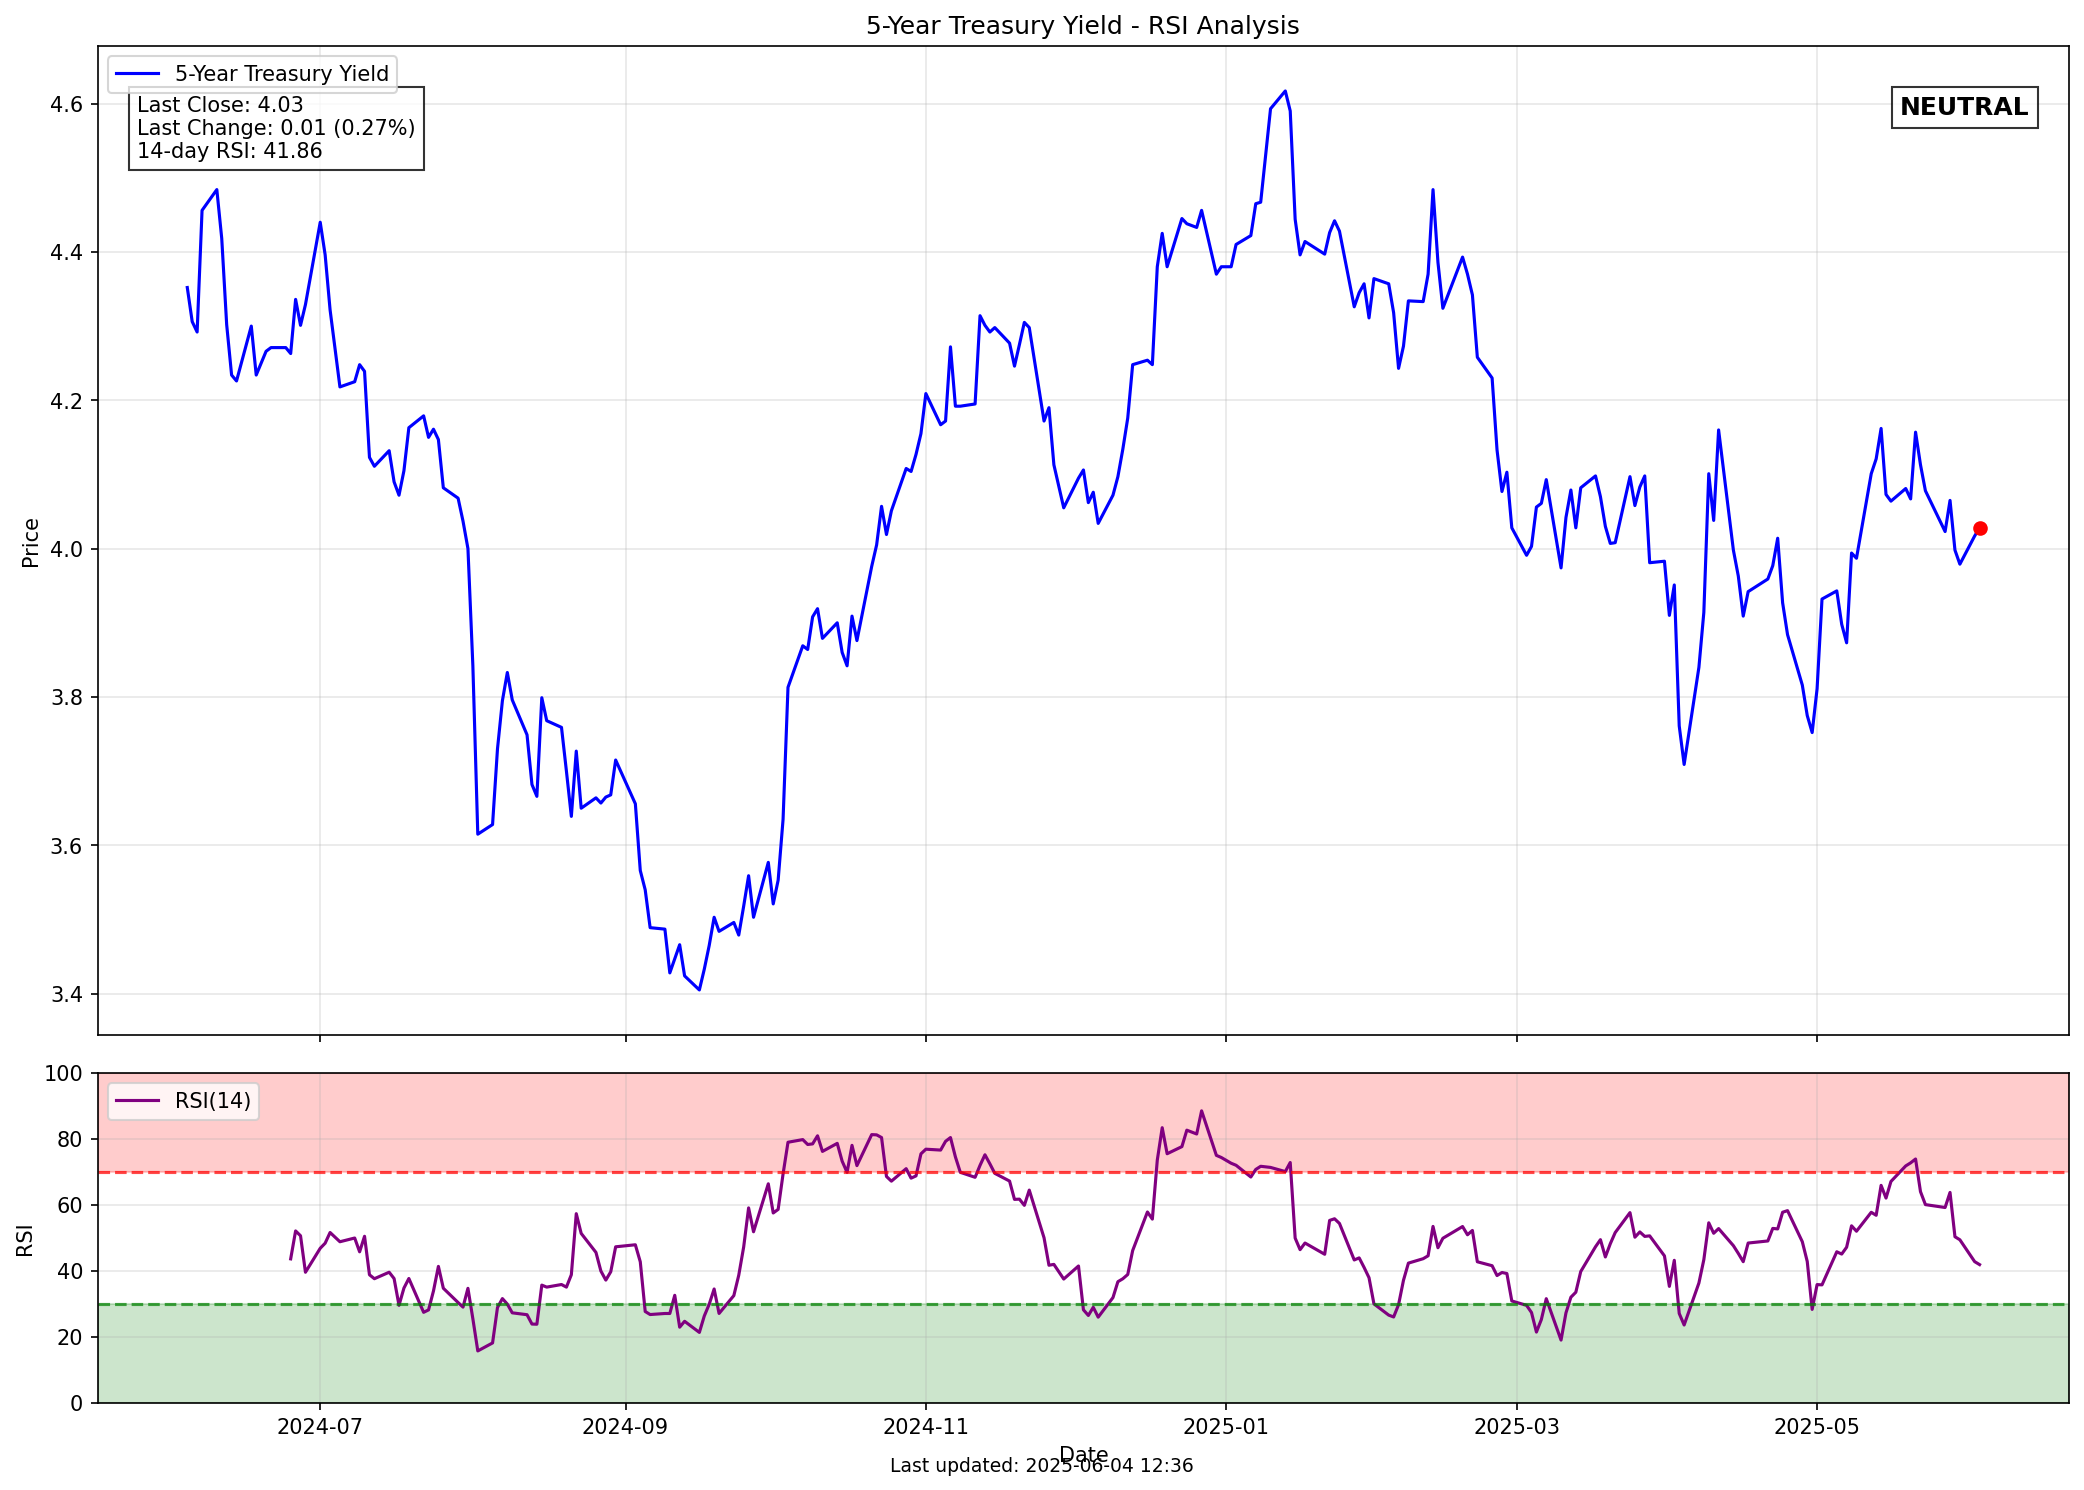 5-Year Treasury Yield - RSI Analysis
5-Year Treasury Yield
Last Close: 4.03
Last Change: 0.01 (0.27%)
14-day RSI: 41.86
NEUTRAL
Price
4.6
4.4
4.2
4.0
3.8
3.6
3.4
RSI(14)
RSI
100
80
60
40
20
0
2024-07
2024-09
2024-11
2025-01
2025-03
2025-05
Date
Last updated: 2025-06-04 12:36